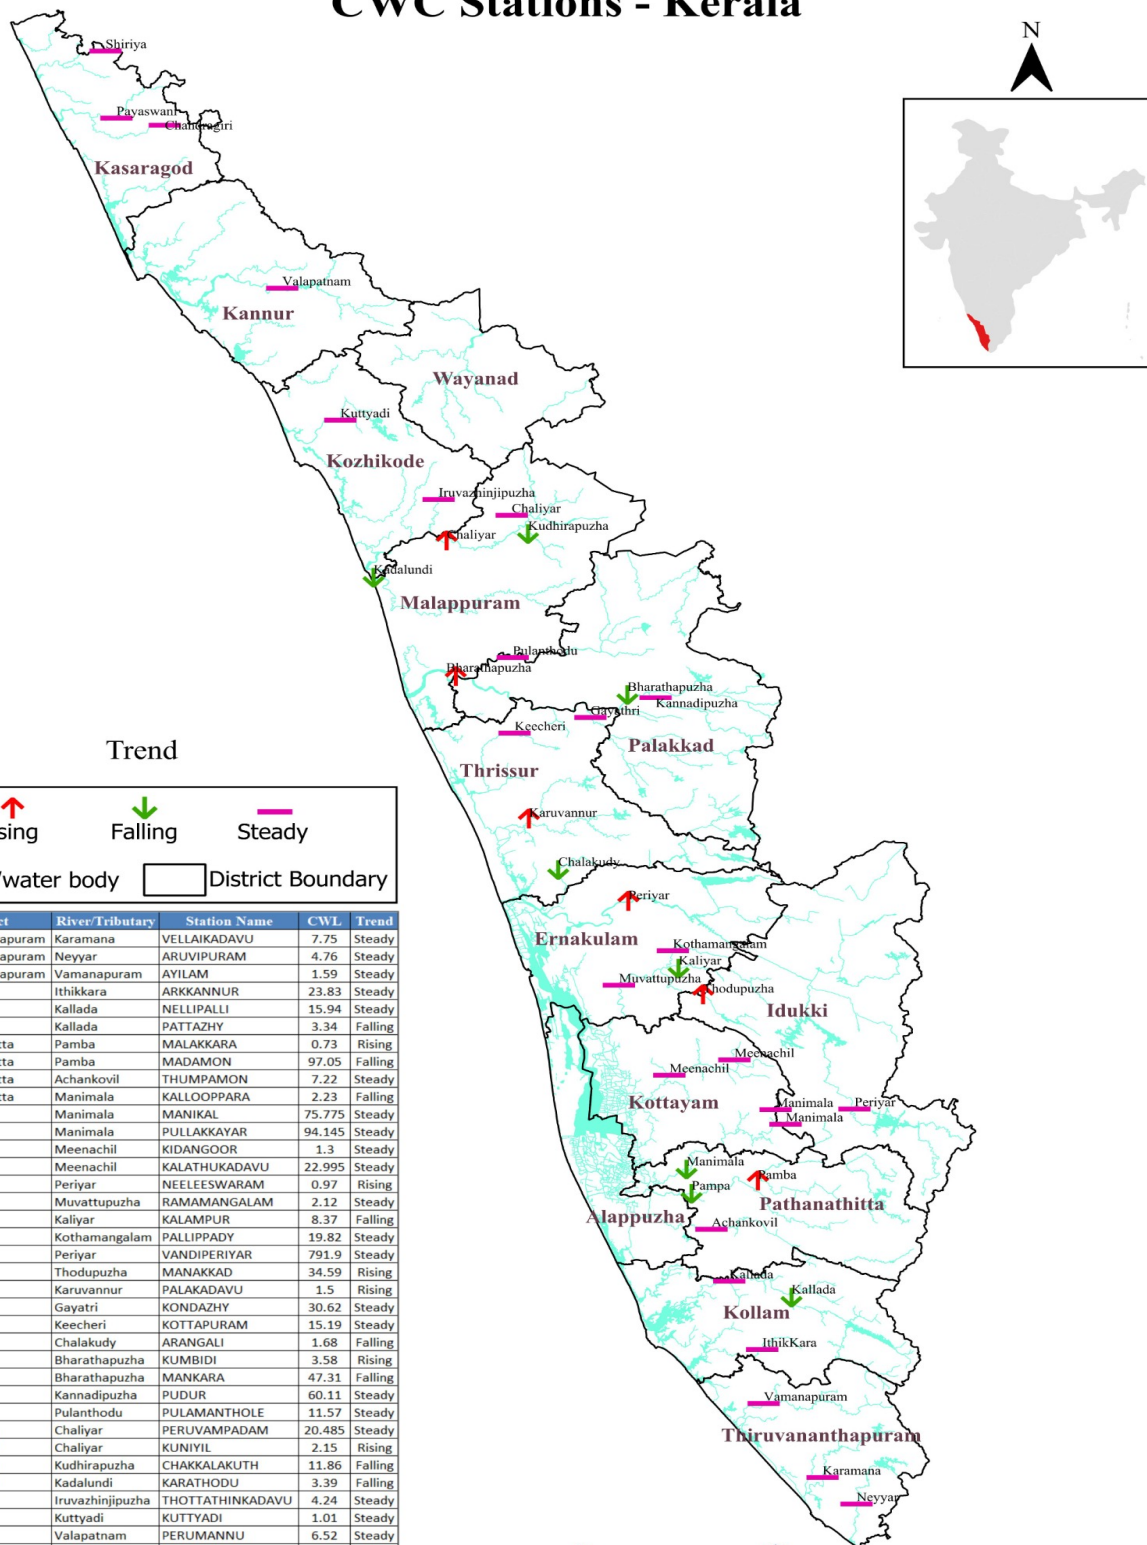 CWC Stations - Kerala
N
Shiriya
Payaswani
Chandragiri
Kasaragod
Valapatnam
Kannur
Wayanad
Kuttyadi
Kozhikode
Iruvazhinjipuzha
Chaliyar
Kudhirapuzha
Chaliyar
Kadalundi
Malappuram
Pulanthodu
Bharathapuzha
Bharathapuzha
Kannadipuzha
Gayathri
Keecheri
Palakkad
Thrissur
Karuvannur
Chalakudy
Periyar
Ernakulam
Kothamangalam
Kaliyar
Muvattupuzha
Thodupuzha
Idukki
Meenachil
Meenachil
Kottayam
Manimala
Periyar
Manimala
Manimala
Pamba
Pampa
Pathanathitta
Alappuzha
Achankovil
Kallada
Kallada
Kollam
IthikKara
Vamanapuram
Thiruvananthapuram
Karamana
Neyyar
Trend
sing Falling Steady
/water body District Boundary
ct River/Tributary Station Name CWL Trend
apuram Karamana VELLAIKADAVU 7.75 Steady
apuram Neyyar ARUVIPURAM 4.76 Steady
apuram Vamanapuram AYILAM 1.59 Steady
Ithikkara ARKKANNUR 23.83 Steady
Kallada NELLIPALLI 15.94 Steady
Kallada PATTAZHY 3.34 Falling
tta Pamba MALAKKARA 0.73 Rising
tta Pamba MADAMON 97.05 Falling
tta Achankovil THUMPAMON 7.22 Steady
tta Manimala KALLOOPPARA 2.23 Falling
Manimala MANIKAL 75.775 Steady
Manimala PULLAKKAYAR 94.145 Steady
Meenachil KIDANGOOR 1.3 Steady
Meenachil KALATHUKADAVU 22.995 Steady
Periyar NEELEESWARAM 0.97 Rising
Muvattupuzha RAMAMANGALAM 2.12 Steady
Kaliyar KALAMPUR 8.37 Falling
Kothamangalam PALLIPPADY 19.82 Steady
Periyar VANDIPERIYAR 791.9 Steady
Thodupuzha MANAKKAD 34.59 Rising
Karuvannur PALAKADAVU 1.5 Rising
Gayatri KONDAZHY 30.62 Steady
Keecheri KOTTAPURAM 15.19 Steady
Chalakudy ARANGALI 1.68 Falling
Bharathapuzha KUMBIDI 3.58 Rising
Bharathapuzha MANKARA 47.31 Falling
Kannadipuzha PUDUR 60.11 Steady
Pulanthodu PULAMANTHOLE 11.57 Steady
Chaliyar PERUVAMPADAM 20.485 Steady
Chaliyar KUNIYIL 2.15 Rising
Kudhirapuzha CHAKKALAKUTH 11.86 Falling
Kadalundi KARATHODU 3.39 Falling
Iruvazhinjipuzha THOTTATHINKADAVU 4.24 Steady
Kuttyadi KUTTYADI 1.01 Steady
Valapatnam PERUMANNU 6.52 Steady